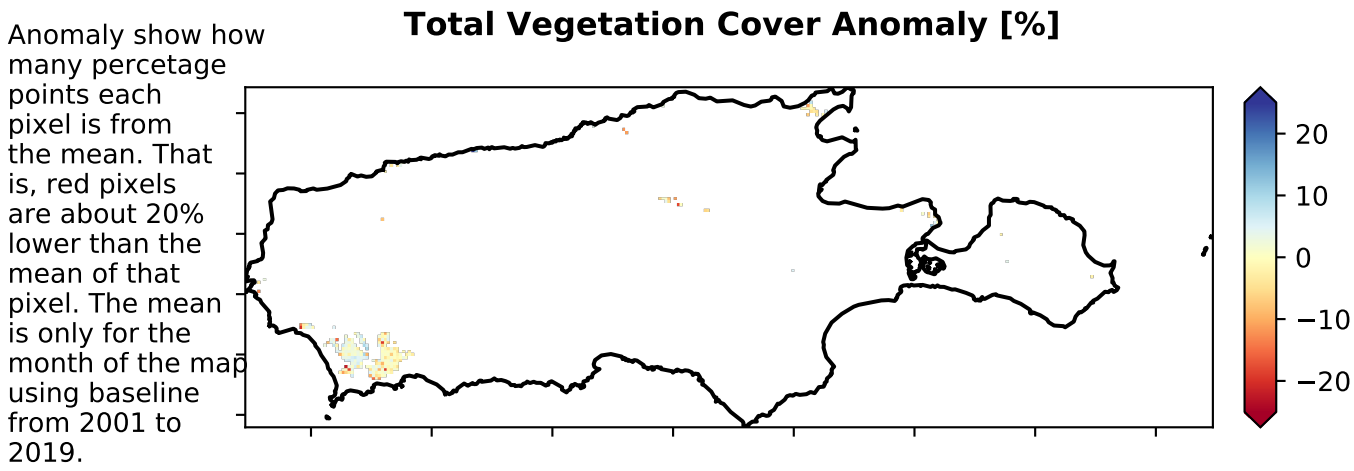 Total Vegetation Cover Anomaly [%]
Anomaly show how
many percetage
points each
pixel is from
the mean. That
is, red pixels
are about 20%
lower than the
mean of that
pixel. The mean
is only for the
month of the map
using baseline
from 2001 to
2019.
20
10
0
−10
−20